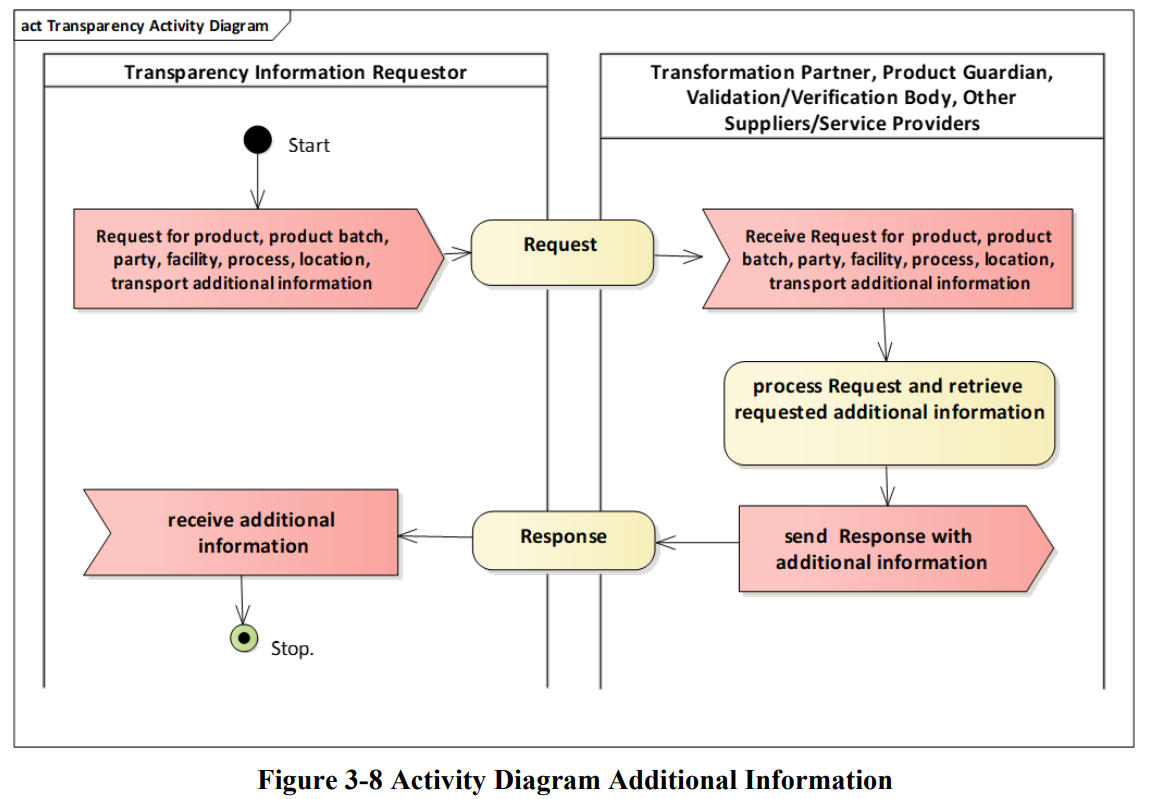 act Transparency Activity Diagram
Transparency Information Requestor
Transformation Partner, Product Guardian,
Validation/Verification Body, Other
Suppliers/Service Providers
Start
Request for product, product batch,
party, facility, process, location,
transport additional information
Request
Receive Request for product, product
batch, party, facility, process, location,
transport additional information
process Request and retrieve
requested additional information
receive additional
information
Response
send Response with
additional information
Stop.
Figure 3-8 Activity Diagram Additional Information